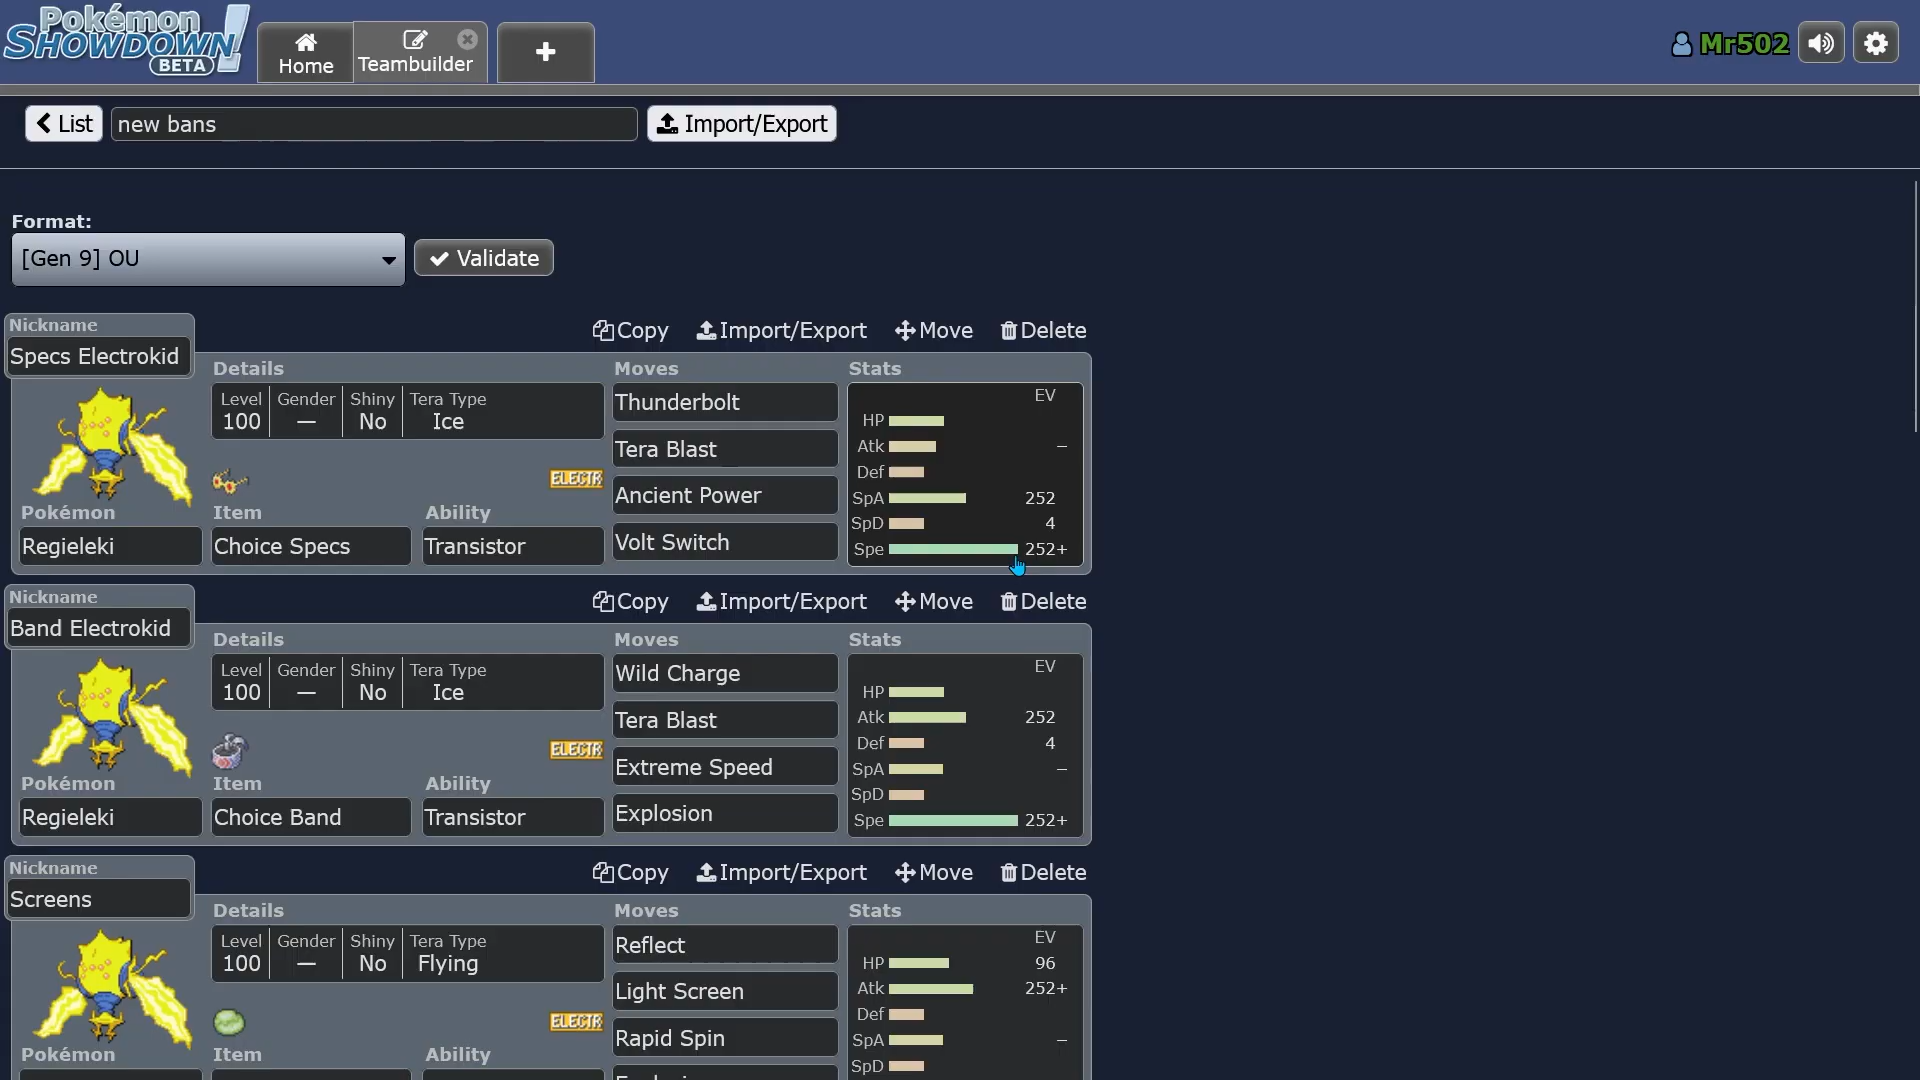 Pokémon
SHOWDOWN!
BETA
Home
Teambuilder
Mr502
List
new bans
Import/Export
Format:
[Gen 9] OU
Validate
Nickname
Specs Electrokid
Copy Import/Export Move Delete
Details
Level Gender Shiny Tera Type
100 — No Ice
ELECTR
Pokémon Item Ability
Regieleki Choice Specs Transistor
Moves
Thunderbolt
Tera Blast
Ancient Power
Volt Switch
Stats
EV
HP
Atk –
Def
SpA 252
SpD 4
Spe 252+
Nickname
Band Electrokid
Copy Import/Export Move Delete
Details
Level Gender Shiny Tera Type
100 — No Ice
ELECTR
Pokémon Item Ability
Regieleki Choice Band Transistor
Moves
Wild Charge
Tera Blast
Extreme Speed
Explosion
Stats
EV
HP
Atk 252
Def 4
SpA –
SpD
Spe 252+
Nickname
Screens
Copy Import/Export Move Delete
Details
Level Gender Shiny Tera Type
100 — No Flying
ELECTR
Pokémon Item Ability
Moves
Reflect
Light Screen
Rapid Spin
Stats
EV
HP 96
Atk 252+
Def
SpA –
SpD